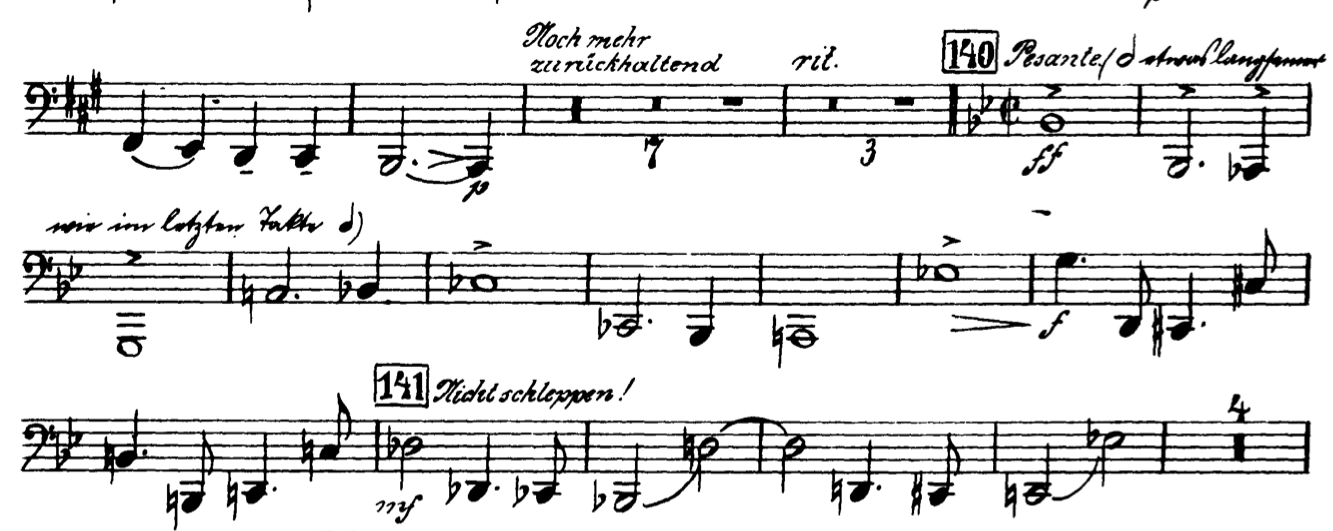 Noch mehr
zurückhaltend rit. 140 Pesante (d etwas langsamer
p 7 3 ff
wie im letzten Takte d)
f
141 Nicht schleppen!
4
mf